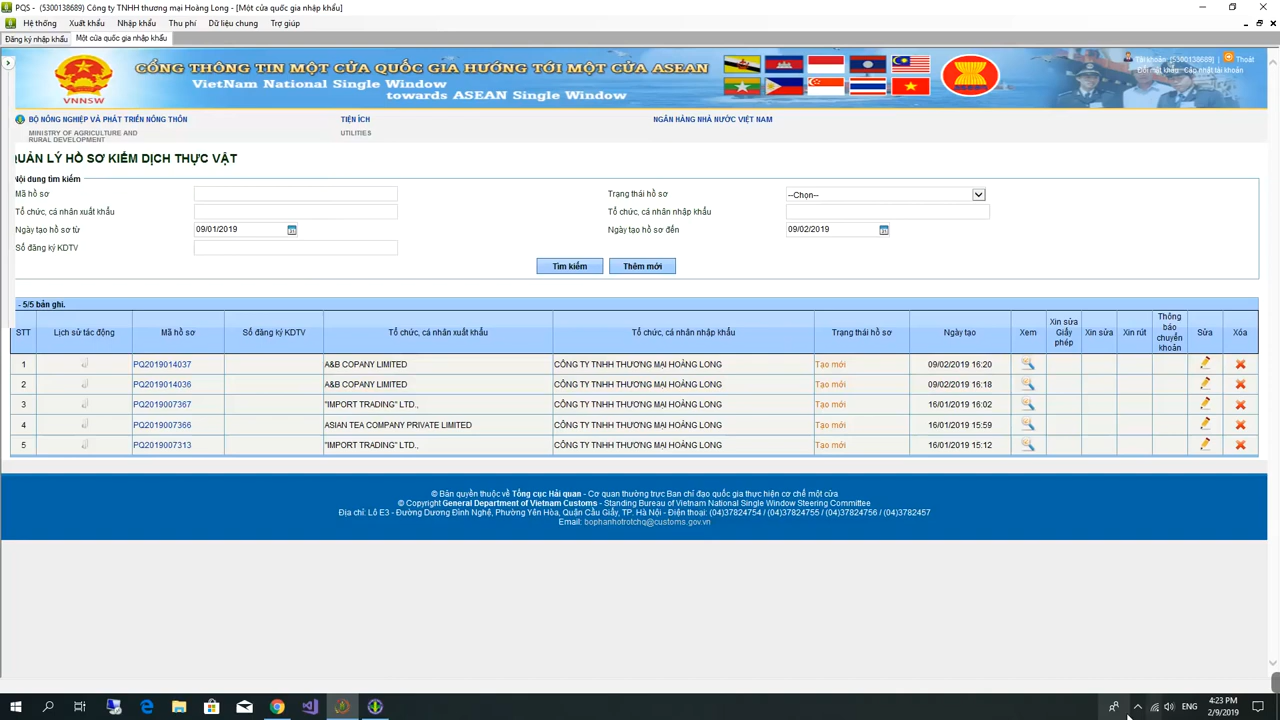 PQS - (5300138689) Công ty TNHH thương mại Hoàng Long - [Một cửa quốc gia nhập khẩu]
Hệ thống Xuất khẩu Nhập khẩu Thu phí Dữ liệu chung Trợ giúp
Đăng ký nhập khẩu Một cửa quốc gia nhập khẩu
VNNSW
CỔNG THÔNG TIN MỘT CỬA QUỐC GIA HƯỚNG TỚI MỘT CỬA ASEAN
VietNam National Single Window
towards ASEAN Single Window
Tài khoản: [5300138689] | Thoát
Đổi mật khẩu Cập nhật tài khoản
BỘ NÔNG NGHIỆP VÀ PHÁT TRIỂN NÔNG THÔN TIỆN ÍCH NGÂN HÀNG NHÀ NƯỚC VIỆT NAM
MINISTRY OF AGRICULTURE AND UTILITIES
RURAL DEVELOPMENT
QUẢN LÝ HỒ SƠ KIỂM DỊCH THỰC VẬT
Nội dung tìm kiếm
Mã hồ sơ Trạng thái hồ sơ --Chọn--
Tổ chức, cá nhân xuất khẩu Tổ chức, cá nhân nhập khẩu
Ngày tạo hồ sơ từ 09/01/2019 Ngày tạo hồ sơ đến 09/02/2019
Số đăng ký KDTV
Tìm kiếm Thêm mới
- 5/5 bản ghi.
STT Lịch sử tác động Mã hồ sơ Số đăng ký KDTV Tổ chức, cá nhân xuất khẩu Tổ chức, cá nhân nhập khẩu Trạng thái hồ sơ Ngày tạo Xem Xin sửa Giấy phép Xin sửa Xin rút Thông báo chuyển khoản Sửa Xóa
1 PQ2019014037 A&B COPANY LIMITED CÔNG TY TNHH THƯƠNG MẠI HOÀNG LONG Tạo mới 09/02/2019 16:20
2 PQ2019014036 A&B COPANY LIMITED CÔNG TY TNHH THƯƠNG MẠI HOÀNG LONG Tạo mới 09/02/2019 16:18
3 PQ2019007367 "IMPORT TRADING" LTD., CÔNG TY TNHH THƯƠNG MẠI HOÀNG LONG Tạo mới 16/01/2019 16:02
4 PQ2019007366 ASIAN TEA COMPANY PRIVATE LIMITED CÔNG TY TNHH THƯƠNG MẠI HOÀNG LONG Tạo mới 16/01/2019 15:59
5 PQ2019007313 "IMPORT TRADING" LTD., CÔNG TY TNHH THƯƠNG MẠI HOÀNG LONG Tạo mới 16/01/2019 15:12
© Bản quyền thuộc về Tổng cục Hải quan - Cơ quan thường trực Ban chỉ đạo quốc gia thực hiện cơ chế một cửa
© Copyright General Department of Vietnam Customs - Standing Bureau of Vietnam National Single Window Steering Committee
Địa chỉ: Lô E3 - Đường Dương Đình Nghệ, Phường Yên Hòa, Quận Cầu Giấy, TP. Hà Nội - Điện thoại: (04)37824754 / (04)37824755 / (04)37824756 / (04)3782457
Email: bophanhotrotchq@customs.gov.vn
ENG 4:23 PM
2/9/2019